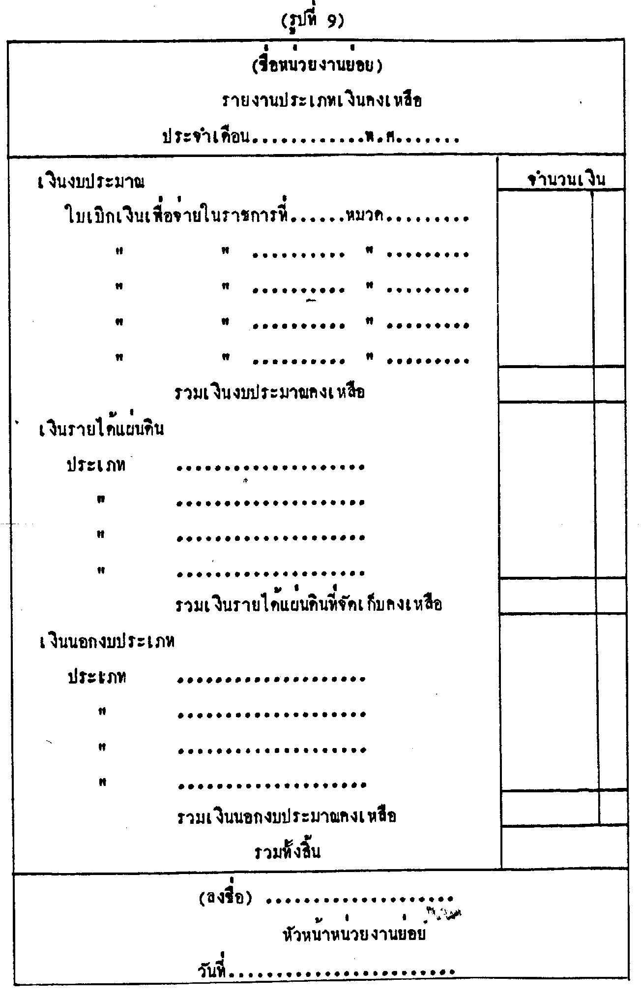 (รูปที่ 9)
(ชื่อหน่วยงานย่อย)
รายงานประเภทเงินคงเหลือ
ประจำเดือน............พ.ศ.......
เงินงบประมาณ
จำนวนเงิน
ใบเบิกเงินเพื่อจ่ายในราชการที่......หมวด.........
" " .......... " .........
" " .......... " .........
" " .......... " .........
" " .......... " .........
รวมเงินงบประมาณคงเหลือ
เงินรายได้แผ่นดิน
ประเภท ....................
" ....................
" ....................
" ....................
รวมเงินรายได้แผ่นดินที่จัดเก็บคงเหลือ
เงินนอกงบประเภท
ประเภท ....................
" ....................
" ....................
" ....................
รวมเงินนอกงบประมาณคงเหลือ
รวมทั้งสิ้น
(ลงชื่อ) ....................
หัวหน้าหน่วยงานย่อย
วันที่........................